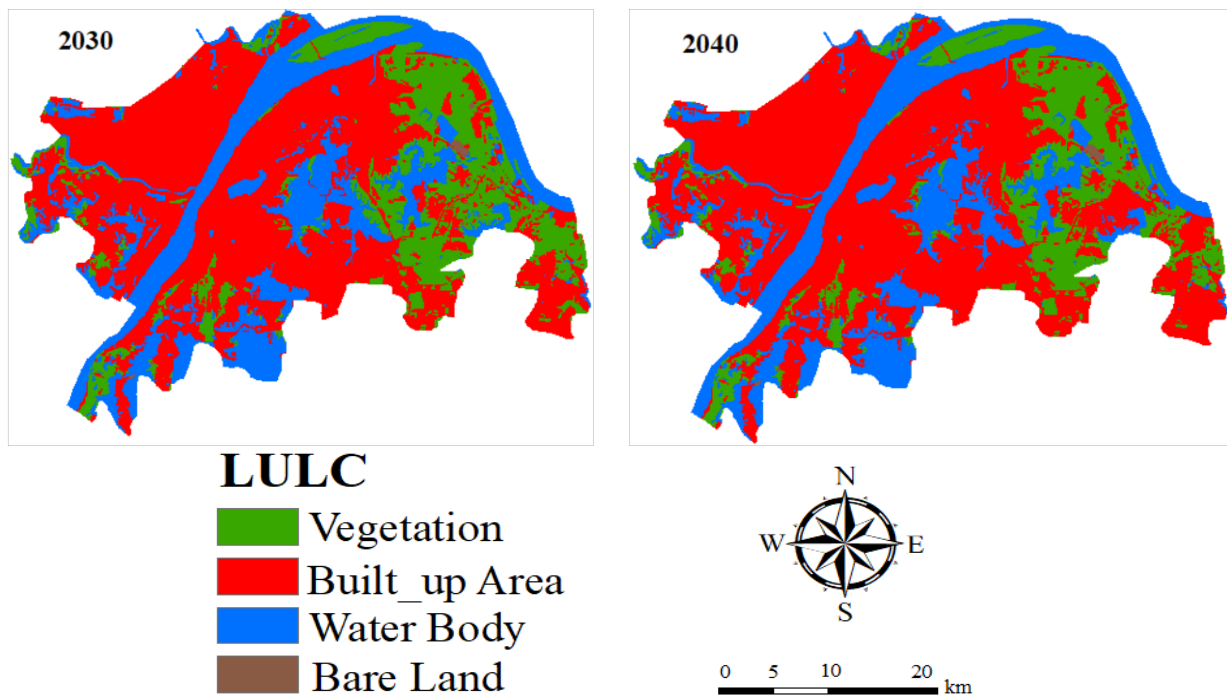 2030
2040
LULC
Vegetation
Built_up Area
Water Body
Bare Land
N
W E
S
0 5 10 20
km